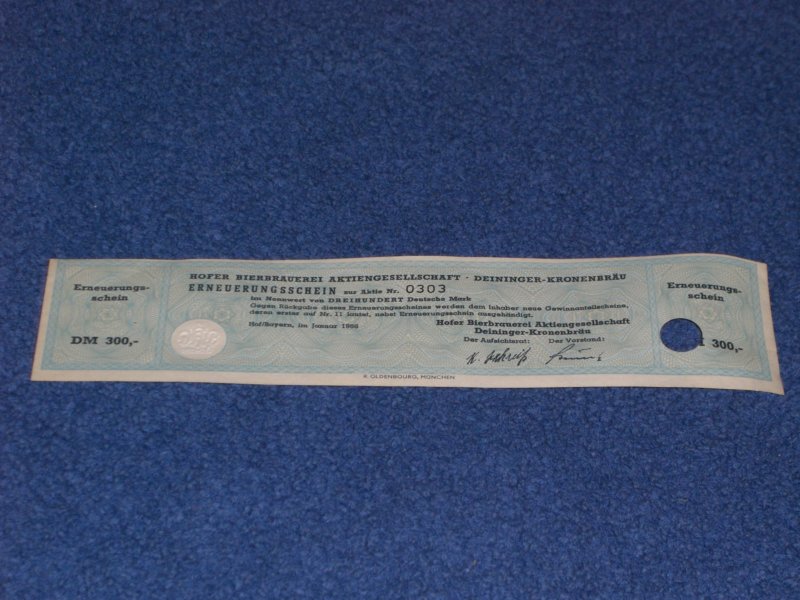 Erneuerungs-
schein
DM 300,-
HOFER BIERBRAUEREI AKTIENGESELLSCHAFT · DEININGER-KRONENBRÄU
ERNEUERUNGSSCHEIN zur Aktie Nr. 0303
im Nennwert von DREIHUNDERT Deutsche Mark
Gegen Rückgabe dieses Erneuerungsscheines werden dem Inhaber neue Gewinnanteilscheine,
deren erster auf Nr. 11 lautet, nebst Erneuerungsschein ausgehändigt.
Hof/Bayern, im Januar 1966
Hofer Bierbrauerei Aktiengesellschaft
Deininger-Kronenbräu
Der Aufsichtsrat: Der Vorstand:
Erneuerungs-
schein
300,-
R. OLDENBOURG, MÜNCHEN